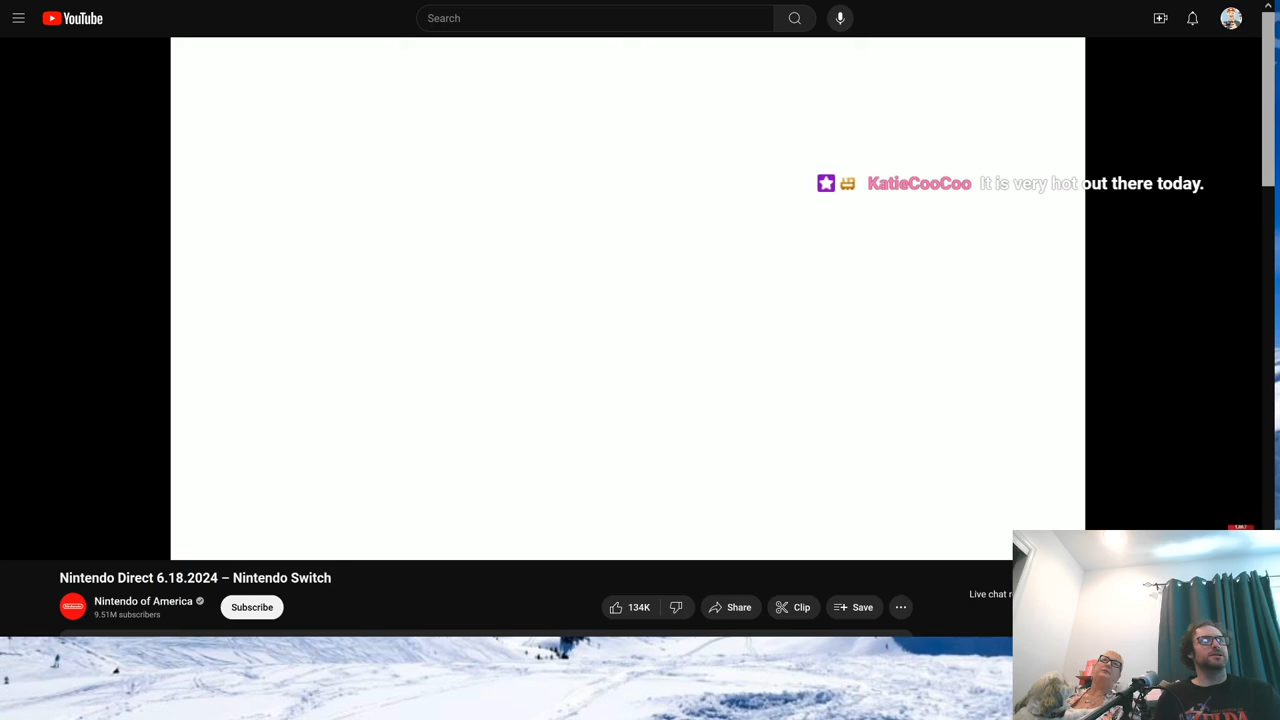 YouTube
Search
KatieCooCoo It is very hot out there today.
Nintendo Direct 6.18.2024 – Nintendo Switch
Nintendo of America
9.51M subscribers
Subscribe
134K
Share
Clip
Save
Live chat